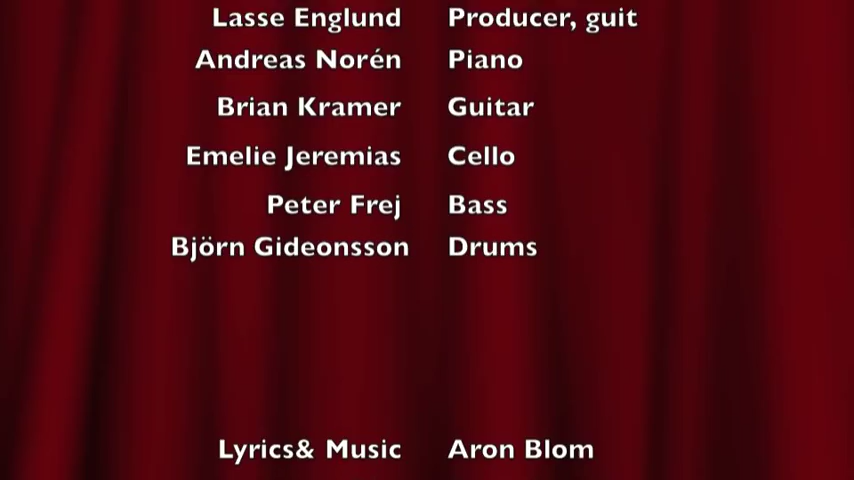 Lasse Englund Producer, guit
Andreas Norén Piano
Brian Kramer Guitar
Emelie Jeremias Cello
Peter Frej Bass
Björn Gideonsson Drums
Lyrics& Music Aron Blom